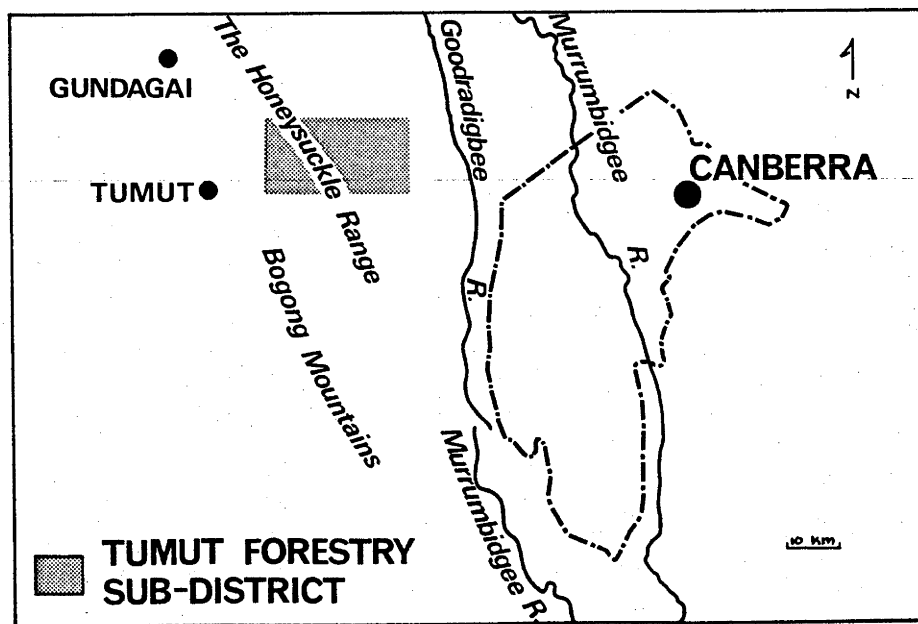 GUNDAGAI
The Honeysuckle Range
Goodradigbee R.
Murrumbidgee R.
N
TUMUT
CANBERRA
Bogong Mountains
Murrumbidgee R.
10 KM
TUMUT FORESTRY
SUB-DISTRICT